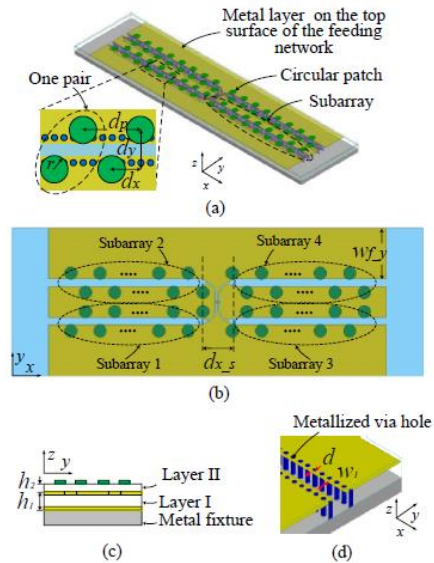 Metal layer on the top
surface of the feeding
network
Circular patch
Subarray
One pair
dp
dy
r
dx
z
y
x
(a)
Subarray 2
Subarray 4
wf_y
....
....
....
....
Subarray 1
Subarray 3
dx_s
y
x
(b)
z
y
h2
h1
Layer II
Layer I
Metal fixture
(c)
Metallized via hole
d
w1
z
y
x
(d)